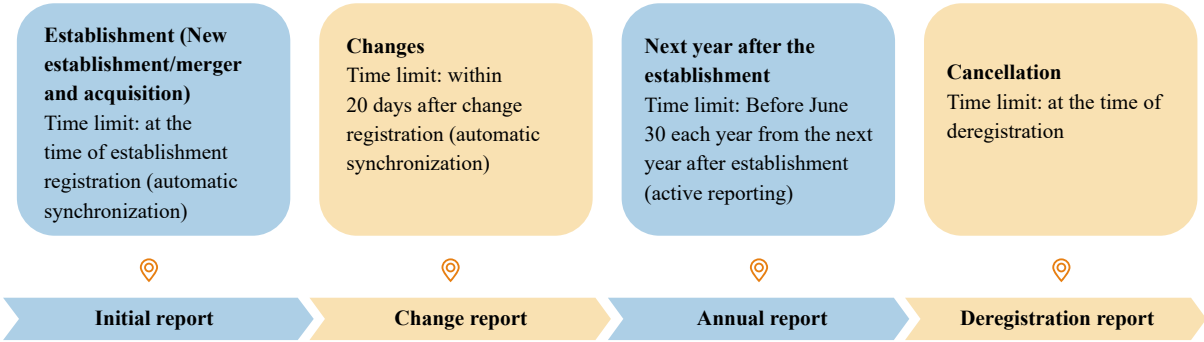 Establishment (New
establishment/merger
and acquisition)
Time limit: at the
time of establishment
registration (automatic
synchronization)
Changes
Time limit: within
20 days after change
registration (automatic
synchronization)
Next year after the
establishment
Time limit: Before June
30 each year from the next
year after establishment
(active reporting)
Cancellation
Time limit: at the time of
deregistration
Initial report
Change report
Annual report
Deregistration report